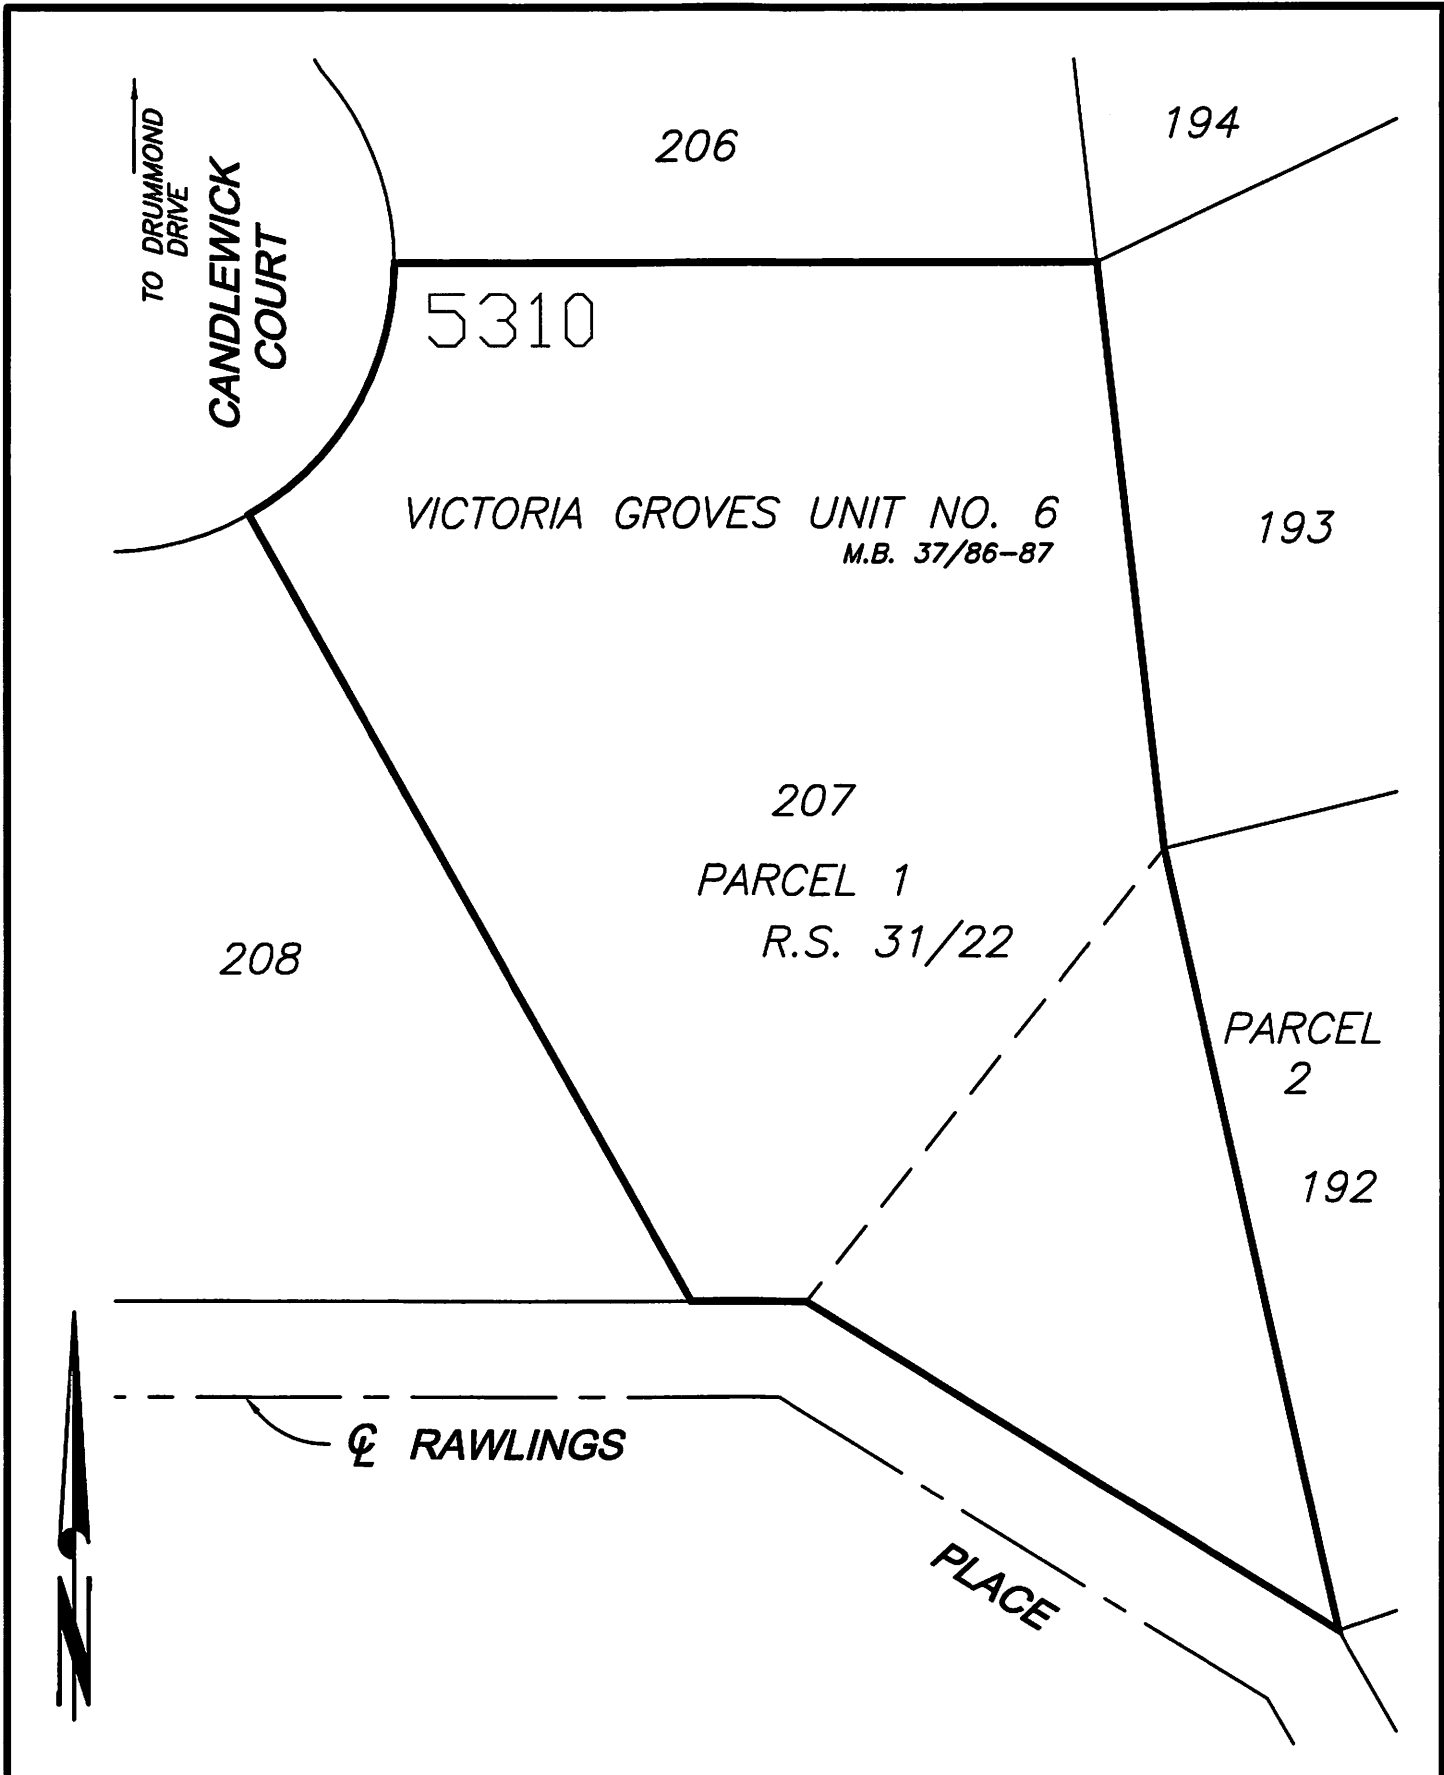 TO DRUMMOND
DRIVE
CANDLEWICK
COURT
206
194
5310
VICTORIA GROVES UNIT NO. 6
M.B. 37/86-87
193
207
PARCEL 1
R.S. 31/22
208
PARCEL
2
192
℄ RAWLINGS
PLACE
N